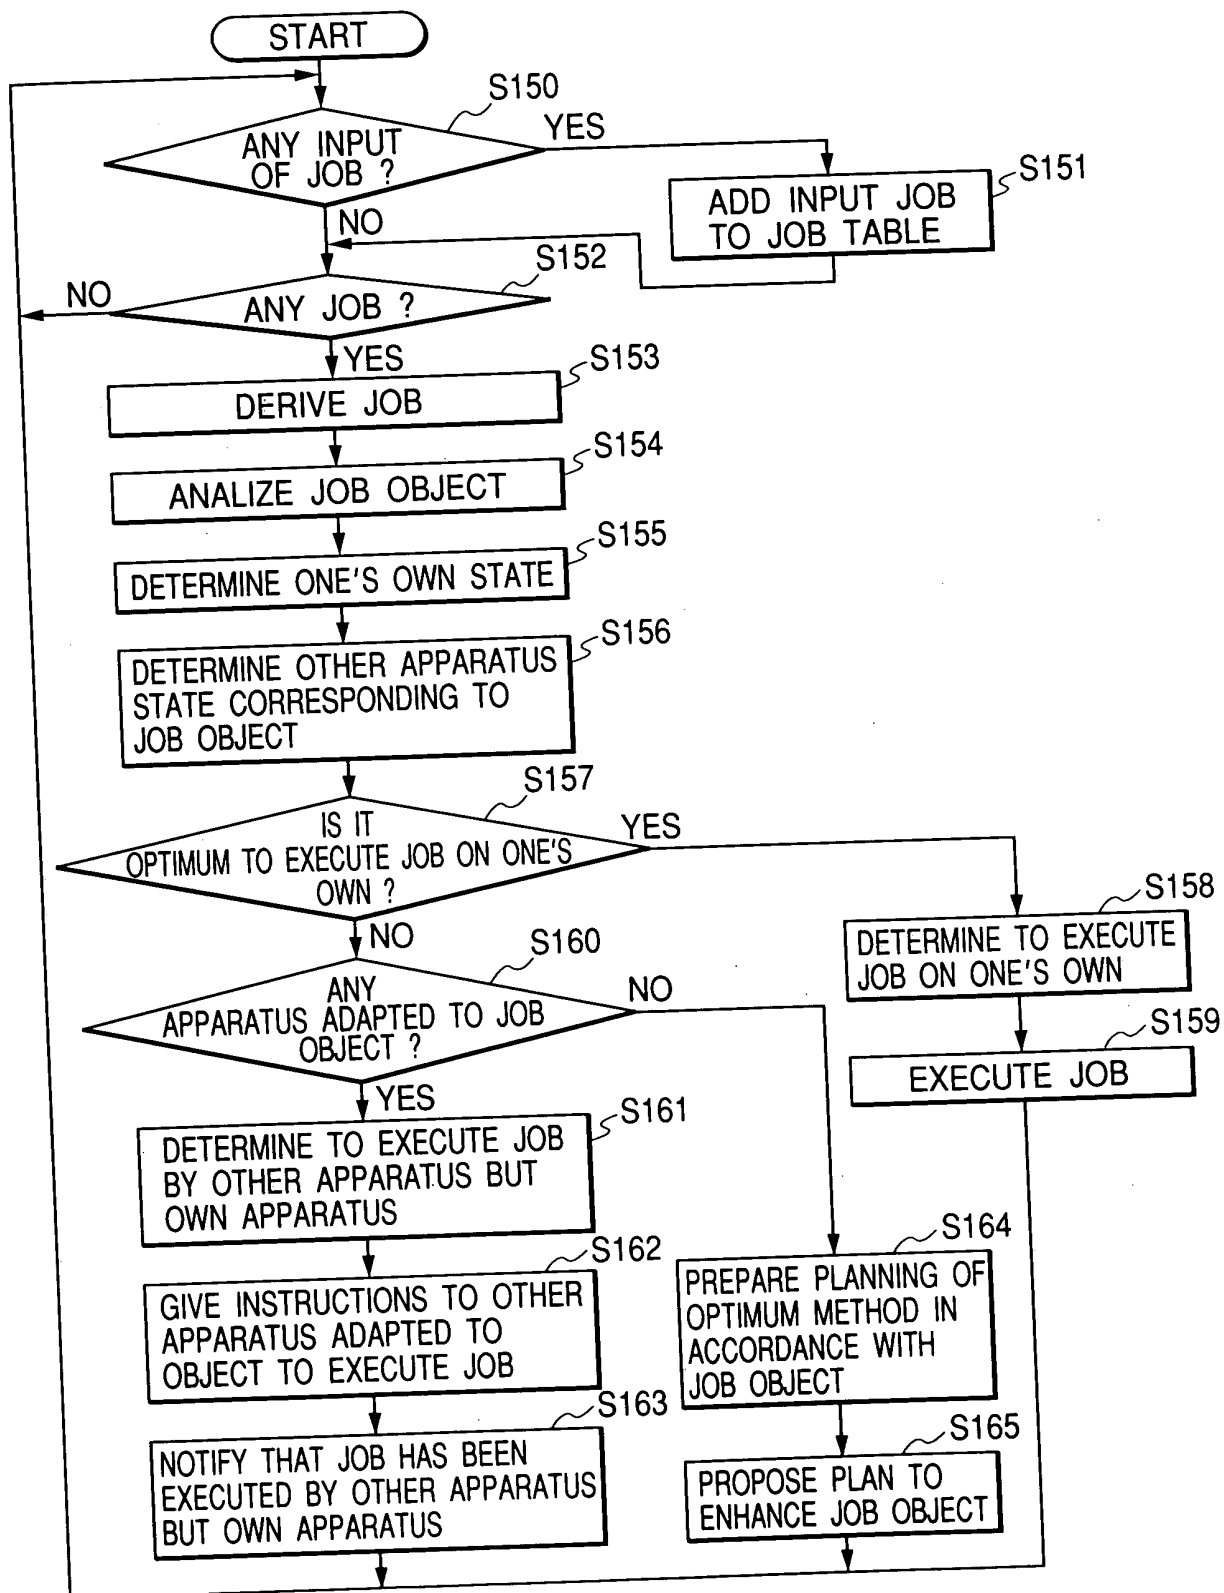 START
S150
ANY INPUT
OF JOB ?
YES
S151
ADD INPUT JOB
TO JOB TABLE
NO
S152
ANY JOB ?
NO
YES
S153
DERIVE JOB
S154
ANALIZE JOB OBJECT
S155
DETERMINE ONE'S OWN STATE
S156
DETERMINE OTHER APPARATUS
STATE CORRESPONDING TO
JOB OBJECT
S157
IS IT
OPTIMUM TO EXECUTE JOB ON ONE'S
OWN ?
YES
S158
DETERMINE TO EXECUTE
JOB ON ONE'S OWN
S159
EXECUTE JOB
NO
S160
ANY
APPARATUS ADAPTED TO JOB
OBJECT ?
NO
YES
S161
DETERMINE TO EXECUTE JOB
BY OTHER APPARATUS BUT
OWN APPARATUS
S162
GIVE INSTRUCTIONS TO OTHER
APPARATUS ADAPTED TO
OBJECT TO EXECUTE JOB
S163
NOTIFY THAT JOB HAS BEEN
EXECUTED BY OTHER APPARATUS
BUT OWN APPARATUS
S164
PREPARE PLANNING OF
OPTIMUM METHOD IN
ACCORDANCE WITH
JOB OBJECT
S165
PROPOSE PLAN TO
ENHANCE JOB OBJECT